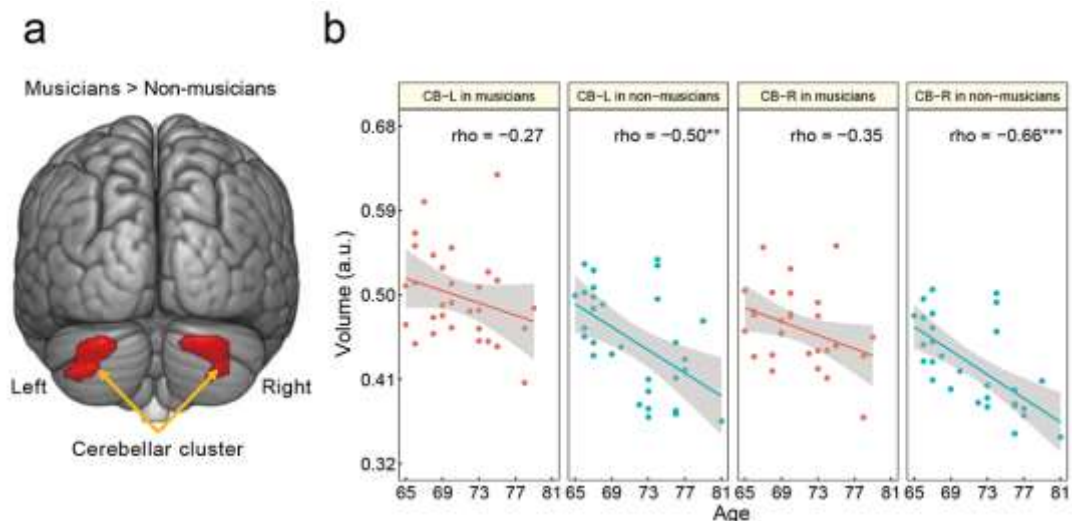 a
Musicians > Non-musicians
Left
Right
Cerebellar cluster
b
CB-L in musicians
CB-L in non-musicians
CB-R in musicians
CB-R in non-musicians
rho = −0.27
rho = −0.50**
rho = −0.35
rho = −0.66***
Volume (a.u.)
0.68
0.59
0.50
0.41
0.32
65 69 73 77 81
65 69 73 77 81
65 69 73 77 81
65 69 73 77 81
Age